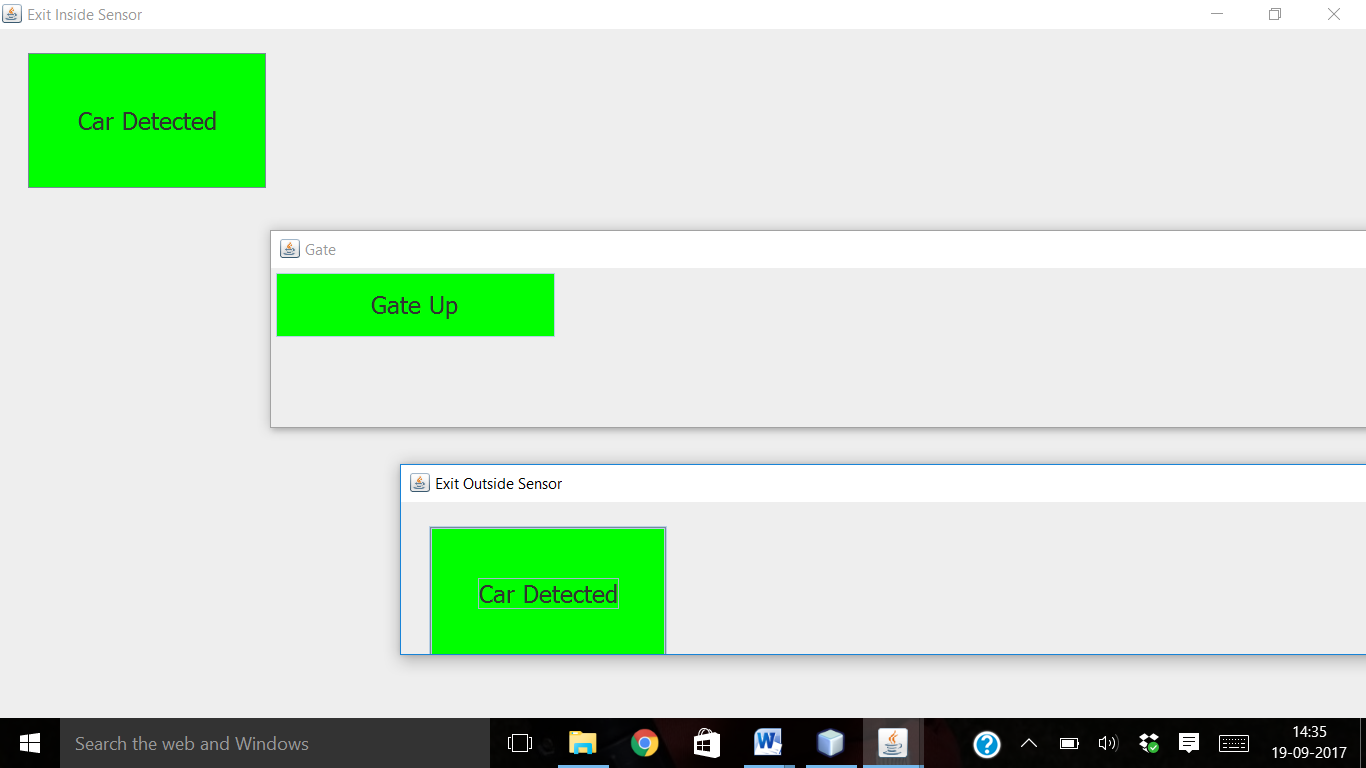 Exit Inside Sensor
Car Detected
Gate
Gate Up
Exit Outside Sensor
Car Detected
Search the web and Windows
14:35
19-09-2017